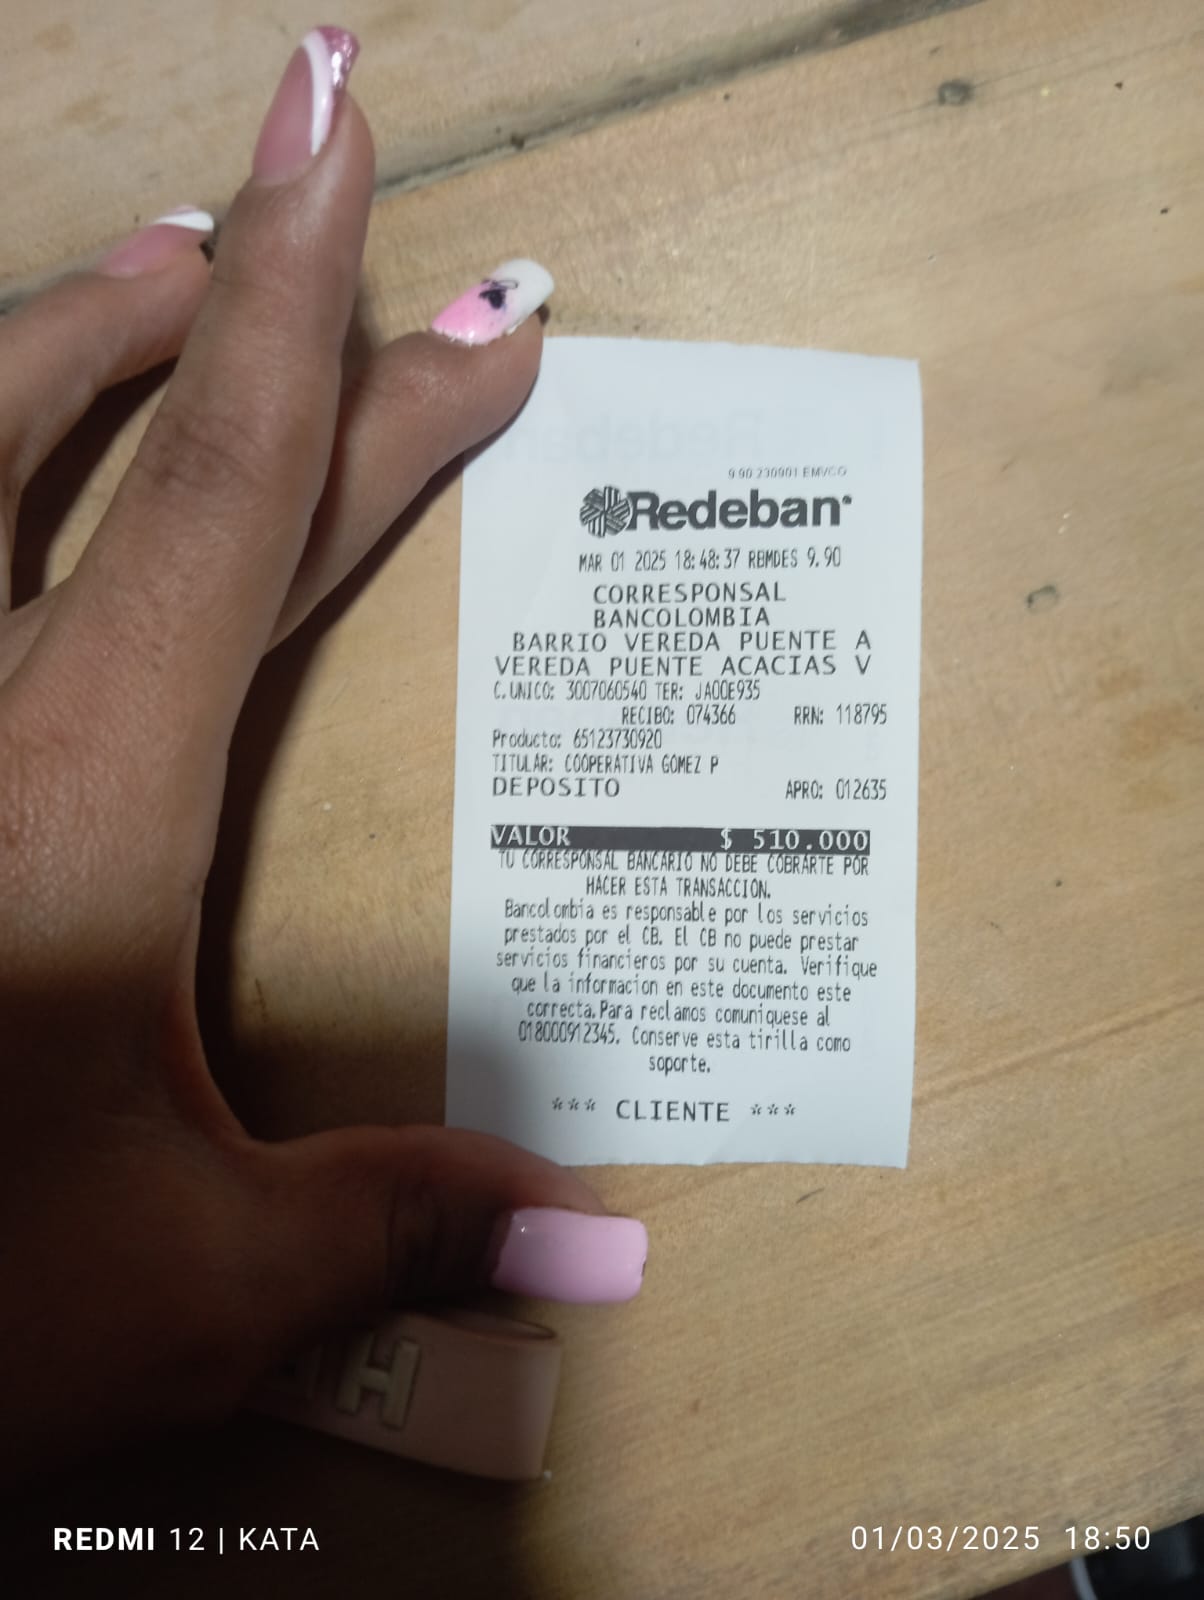 9.90 230901 EMVCO
Redeban
MAR 01 2025 18:48:37 RBMDES 9.90
CORRESPONSAL
BANCOLOMBIA
BARRIO VEREDA PUENTE A
VEREDA PUENTE ACACIAS V
C.UNICO: 3007060540 TER: JA00E935
RECIBO: 074366 RRN: 118795
Producto: 65123730920
TITULAR: COOPERATIVA GOMEZ P
DEPOSITO APRO: 012635
VALOR $ 510.000
TU CORRESPONSAL BANCARIO NO DEBE COBRARTE POR
HACER ESTA TRANSACCION.
Bancolombia es responsable por los servicios
prestados por el CB. El CB no puede prestar
servicios financieros por su cuenta. Verifique
que la informacion en este documento este
correcta.Para reclamos comuniquese al
018000912345. Conserve esta tirilla como
soporte.
*** CLIENTE ***
H
REDMI 12 | KATA
01/03/2025 18:50